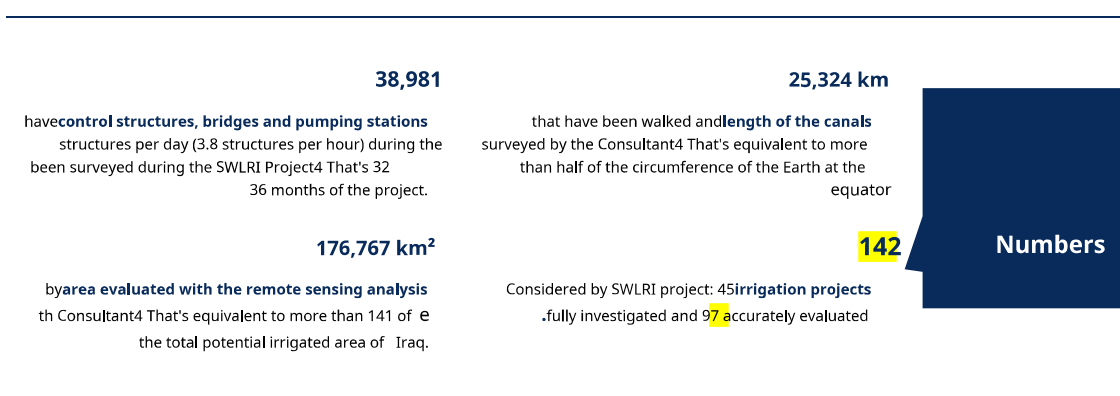 38,981
havecontrol structures, bridges and pumping stations
structures per day (3.8 structures per hour) during the
been surveyed during the SWLRI Project4 That's 32
36 months of the project.
25,324 km
that have been walked andlength of the canals
surveyed by the Consultant4 That's equivalent to more
than half of the circumference of the Earth at the
equator
176,767 km²
byarea evaluated with the remote sensing analysis
th Consultant4 That's equivalent to more than 141 of e
the total potential irrigated area of Iraq.
142
Considered by SWLRI project: 45irrigation projects
.fully investigated and 97 accurately evaluated
Numbers